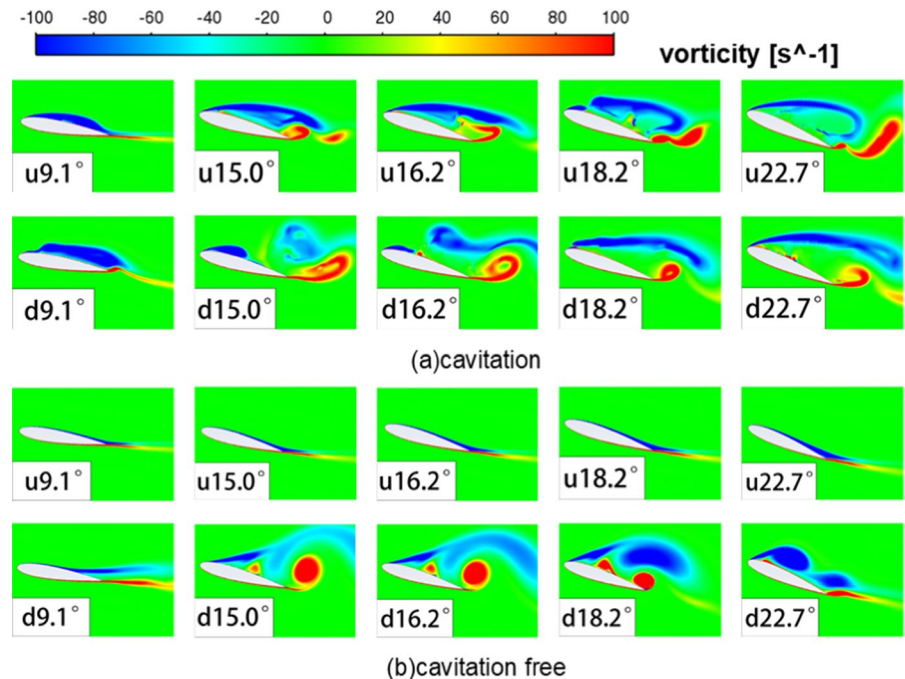 -100 -80 -60 -40 -20 0 20 40 60 80 100
vorticity [s^-1]
u9.1° u15.0° u16.2° u18.2° u22.7°
d9.1° d15.0° d16.2° d18.2° d22.7°
(a)cavitation
u9.1° u15.0° u16.2° u18.2° u22.7°
d9.1° d15.0° d16.2° d18.2° d22.7°
(b)cavitation free